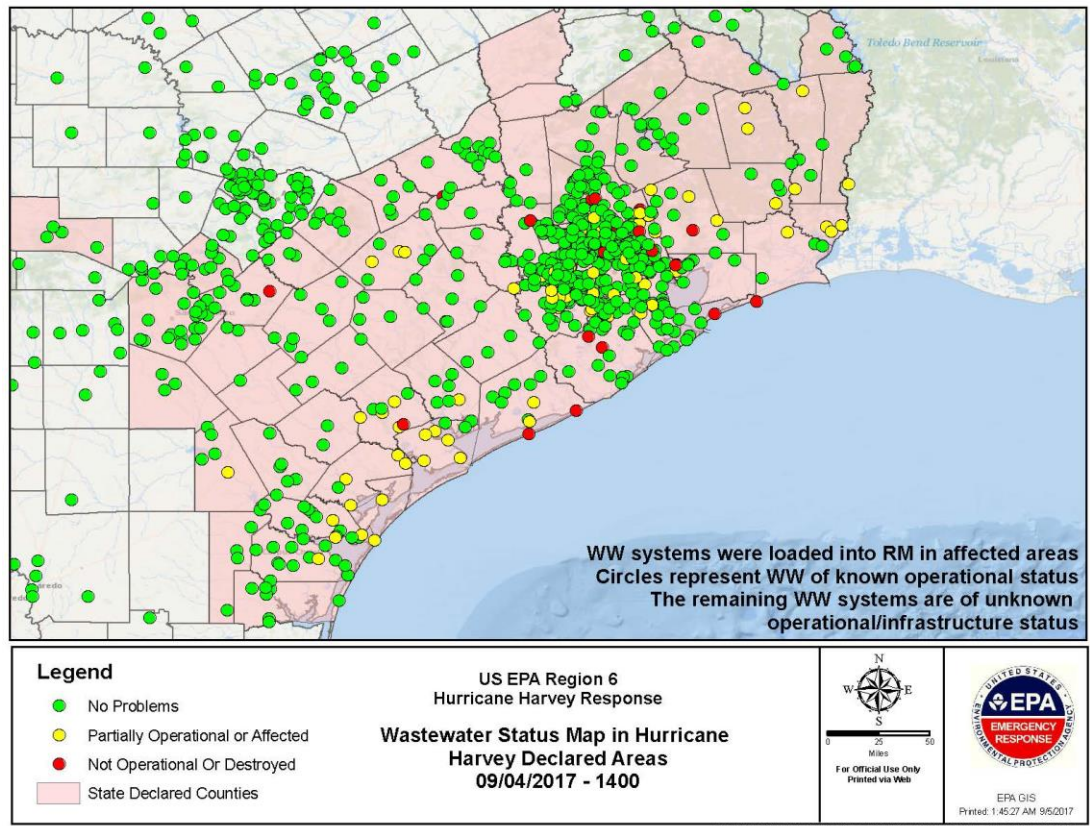 Toledo Bend Reservoir
Louisiana
WW systems were loaded into RM in affected areas
Circles represent WW of known operational status
The remaining WW systems are of unknown
operational/infrastructure status
Legend
No Problems
Partially Operational or Affected
Not Operational Or Destroyed
State Declared Counties
US EPA Region 6
Hurricane Harvey Response
Wastewater Status Map in Hurricane
Harvey Declared Areas
09/04/2017 - 1400
N
W
E
S
0 25 50
Miles
For Official Use Only
Printed via Web
UNITED STATES
EPA
EMERGENCY
RESPONSE
ENVIRONMENTAL PROTECTION AGENCY
EPA GIS
Printed: 1:45:27 AM 9/5/2017